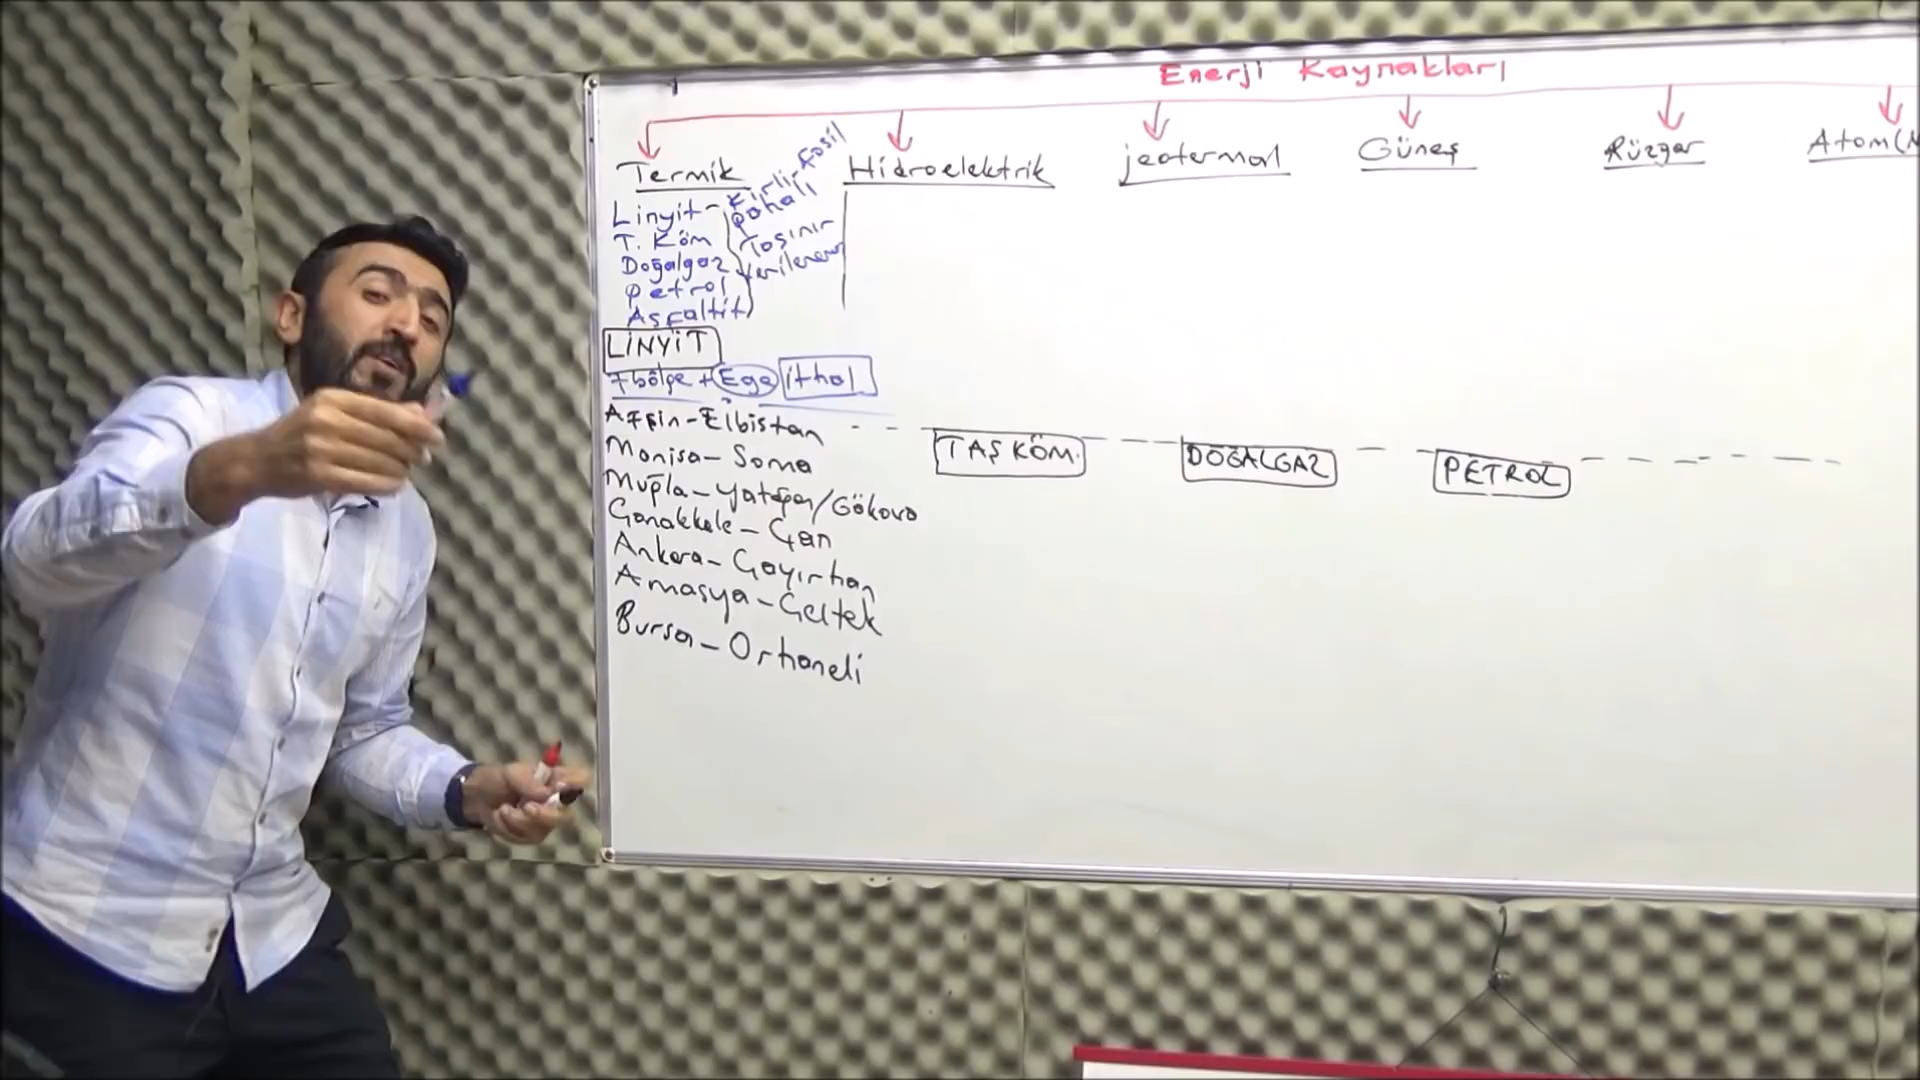 Enerji Kaynakları
Termik
Hidroelektrik
jeotermal
Güneş
Rüzgar
Atom(N
Linyit - Kirli-Fosil
T. Köm Pahalı
Doğalgaz Taşınır
Petrol Yenilenemez
Asfaltit
LİNYİT
7 bölge + Ege ithal
Afşin-Elbistan
Manisa-Soma
Muğla-Yatağan/Gökova
Çanakkale-Çan
Ankara-Çayırhan
Amasya-Çeltek
Bursa-Orhaneli
TAŞ KÖM.
DOĞALGAZ
PETROL